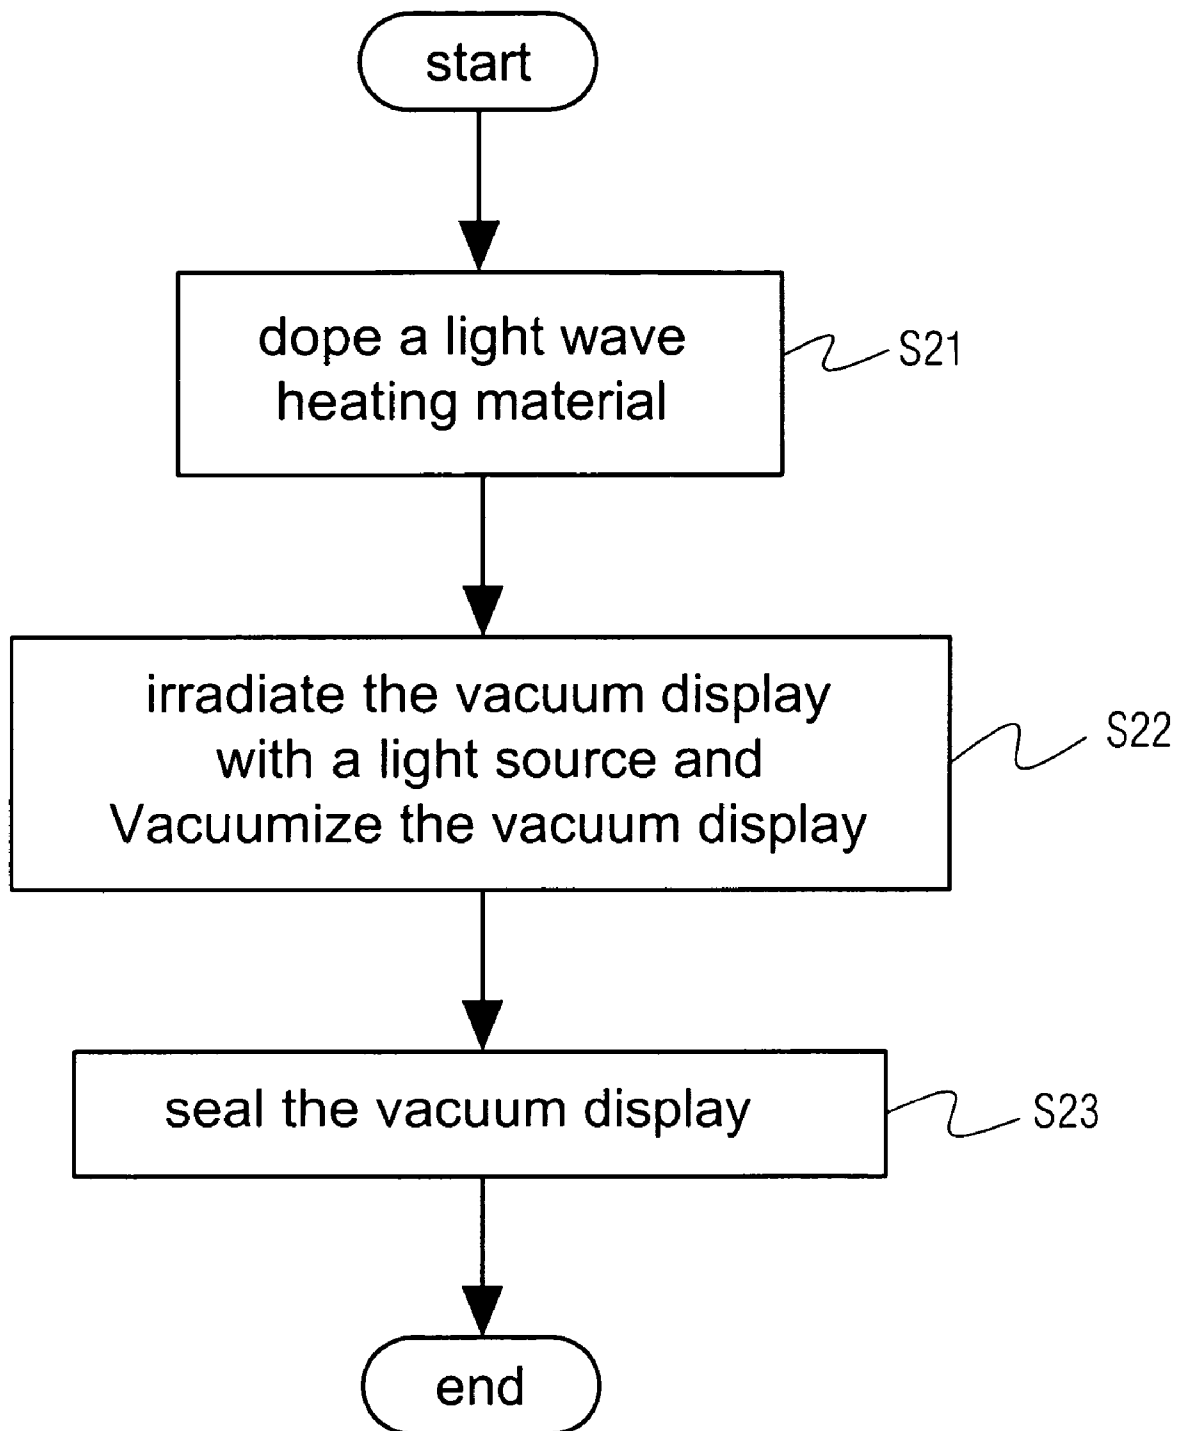 start
dope a light wave
heating material
S21
irradiate the vacuum display
with a light source and
Vacuumize the vacuum display
S22
seal the vacuum display
S23
end